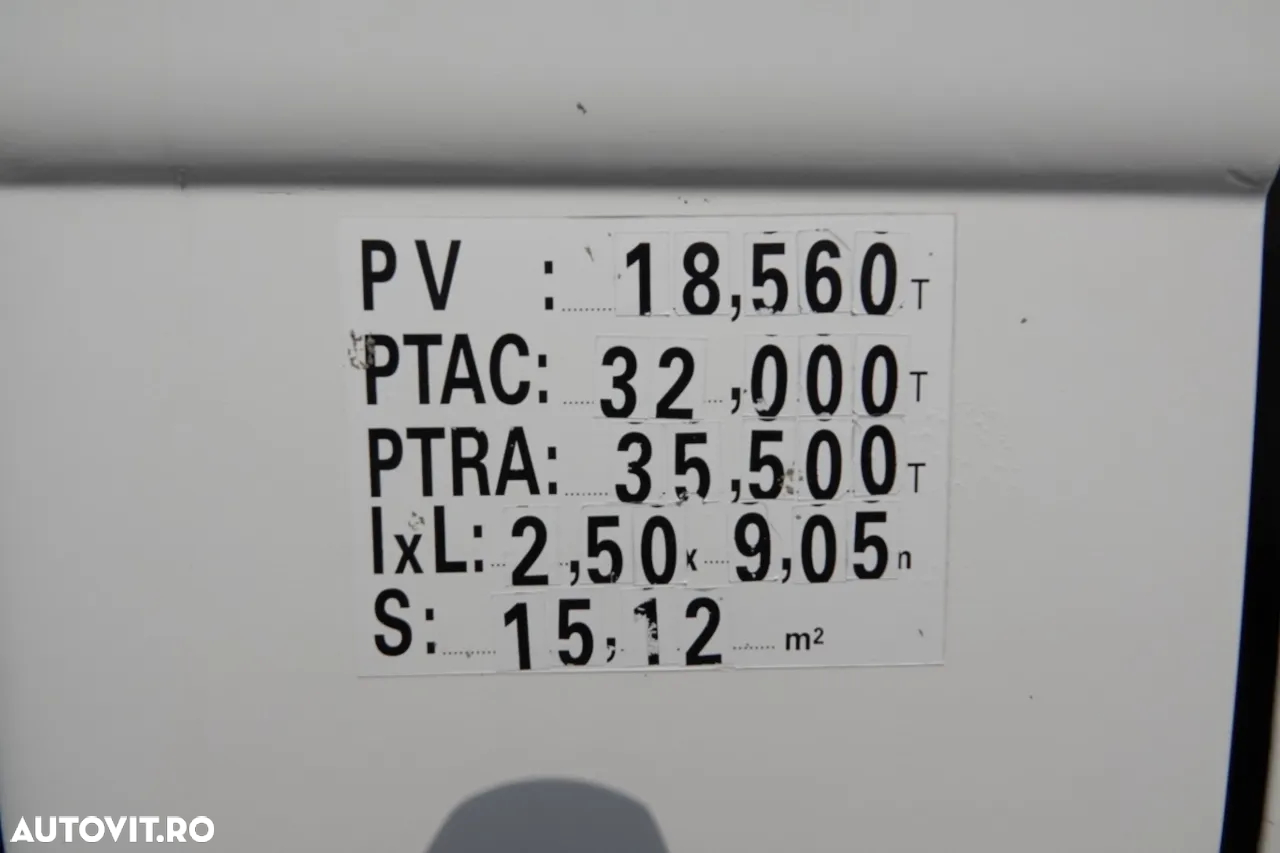 PV : 18,560 T
PTAC: 32,000 T
PTRA: 35,500 T
IxL: 2,50 x 9,05 n
S: 15,12 m²
AUTOVIT.RO